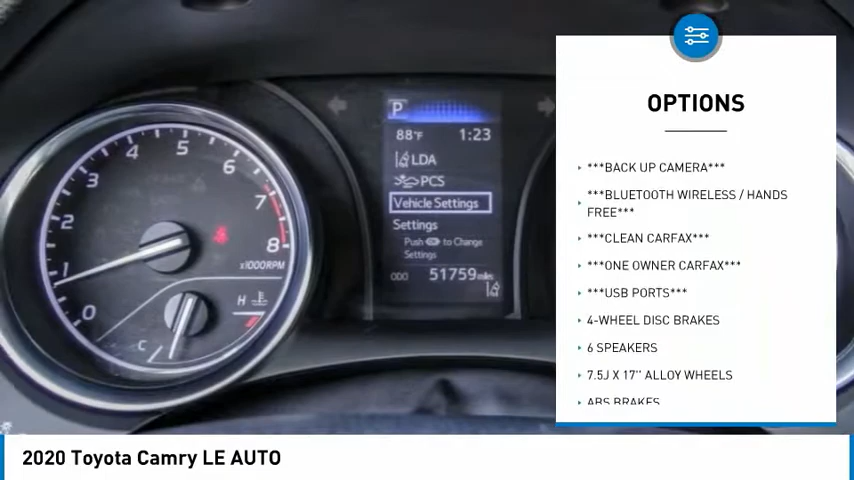 P
88°F 1:23
LDA
PCS
Vehicle Settings
Settings
Push to Change
Settings
ODO 51759 miles
0
1
2
3
4
5
6
7
8
x1000RPM
H
C
OPTIONS
***BACK UP CAMERA***
***BLUETOOTH WIRELESS / HANDS
FREE***
***CLEAN CARFAX***
***ONE OWNER CARFAX***
***USB PORTS***
4-WHEEL DISC BRAKES
6 SPEAKERS
7.5J X 17'' ALLOY WHEELS
ABS BRAKES
2020 Toyota Camry LE AUTO